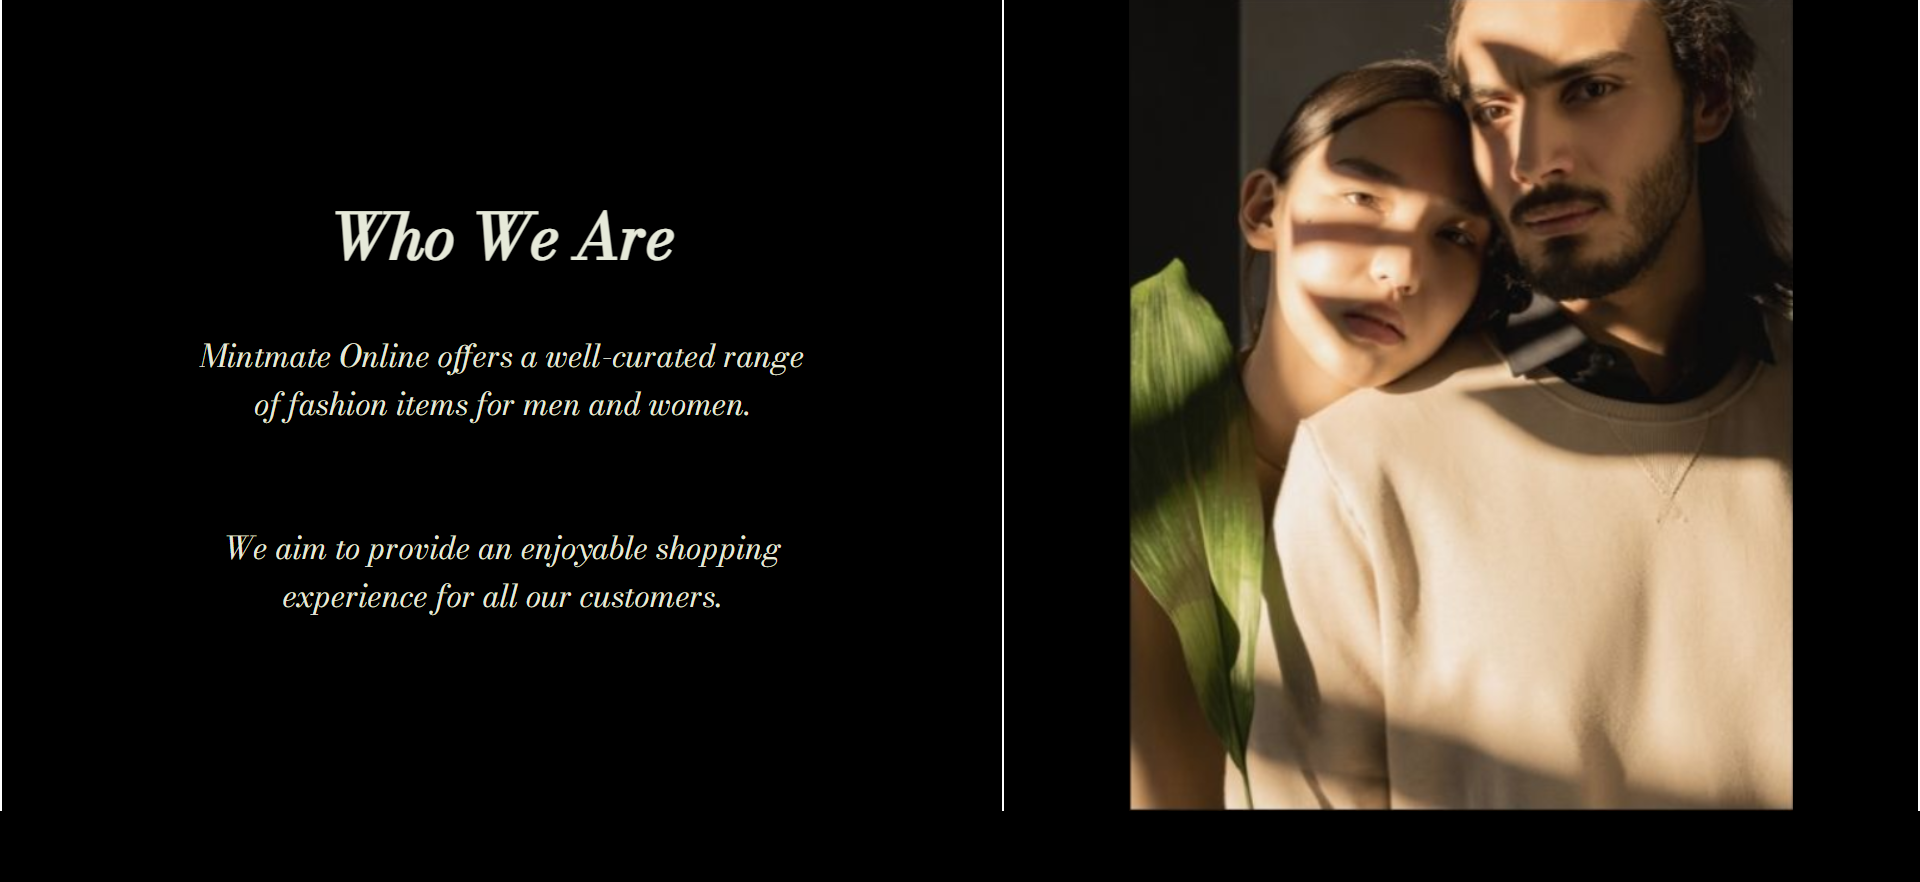 Who We Are
Mintmate Online offers a well-curated range
of fashion items for men and women.
We aim to provide an enjoyable shopping
experience for all our customers.